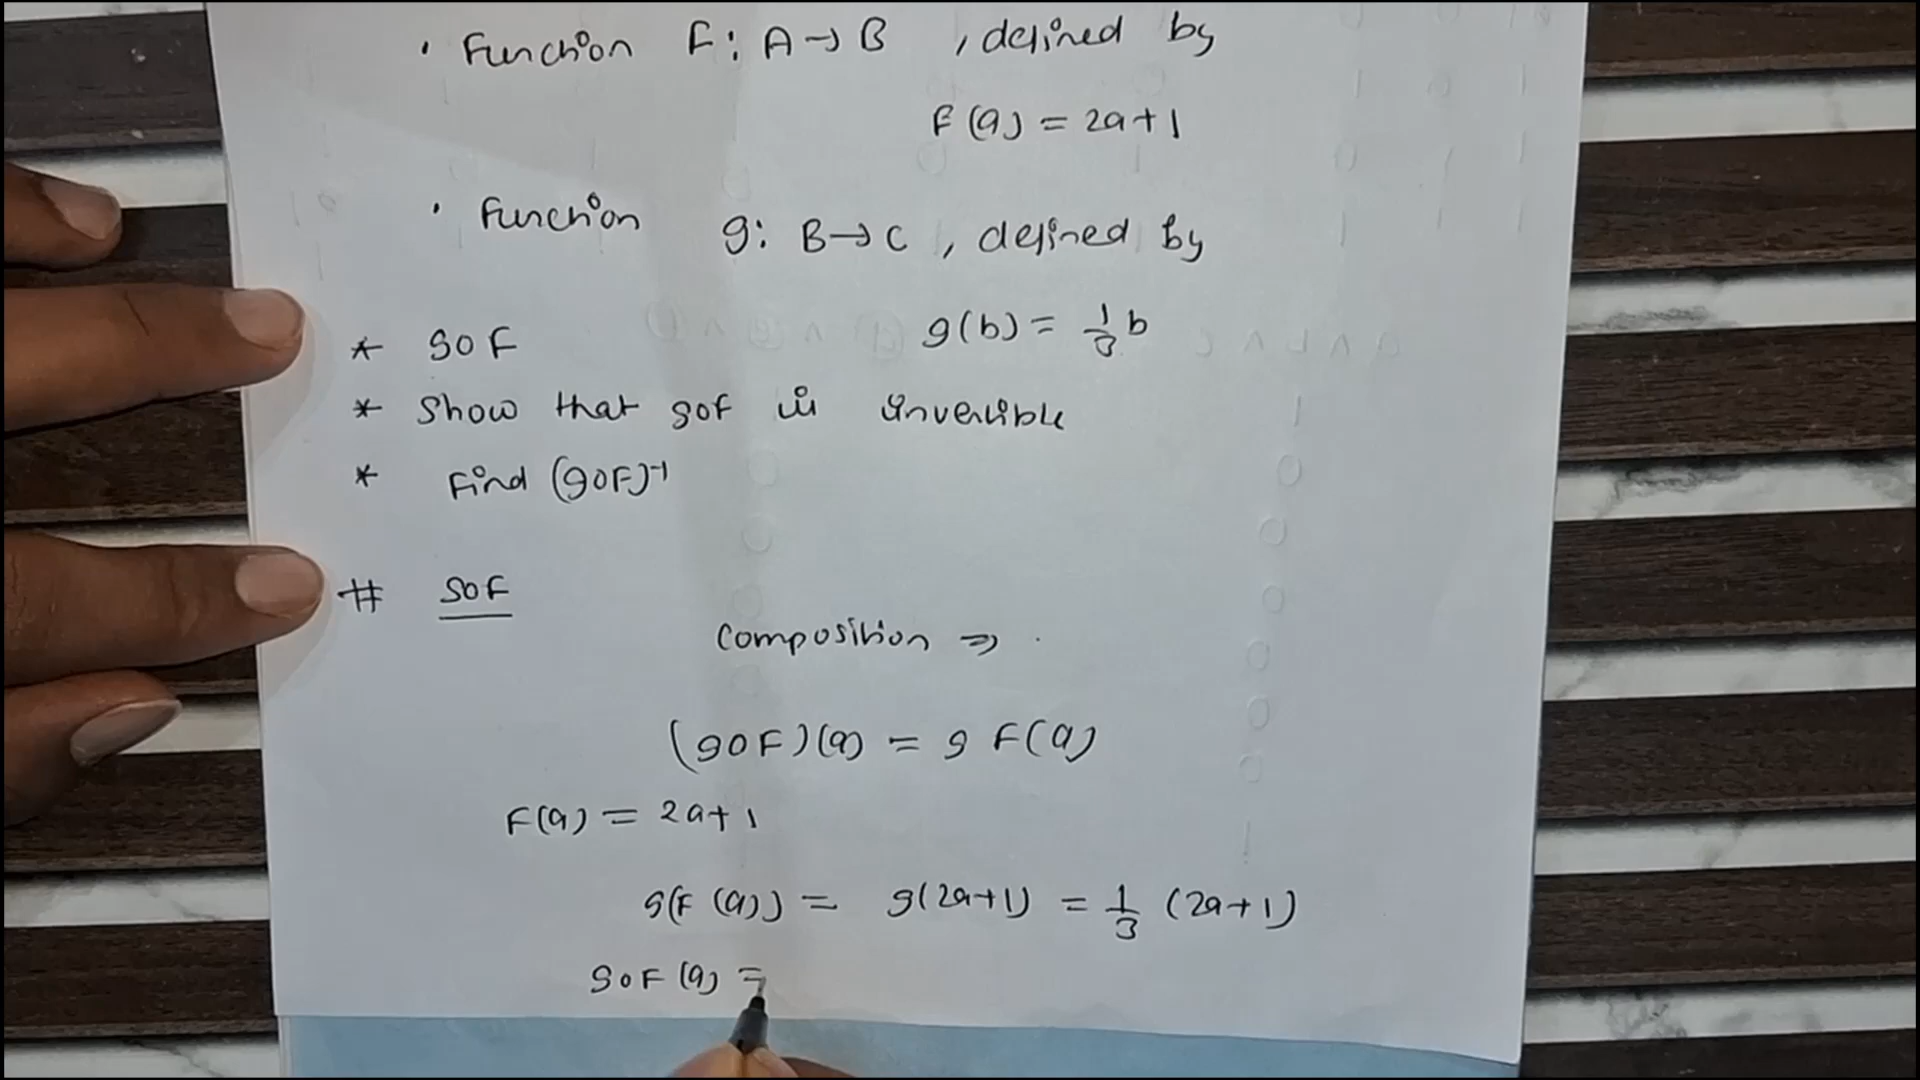 • Function F: A→B , defined by
F(a) = 2a+1
• Function g: B→C , defined by
g(b) = 1/3 b
* goF
* Show that goF is invertible
* Find (goF)⁻¹
# goF
Composition ⇒ .
(goF)(a) = g F(a)
F(a) = 2a+1
g(F(a)) = g(2a+1) = 1/3 (2a+1)
goF(a) =